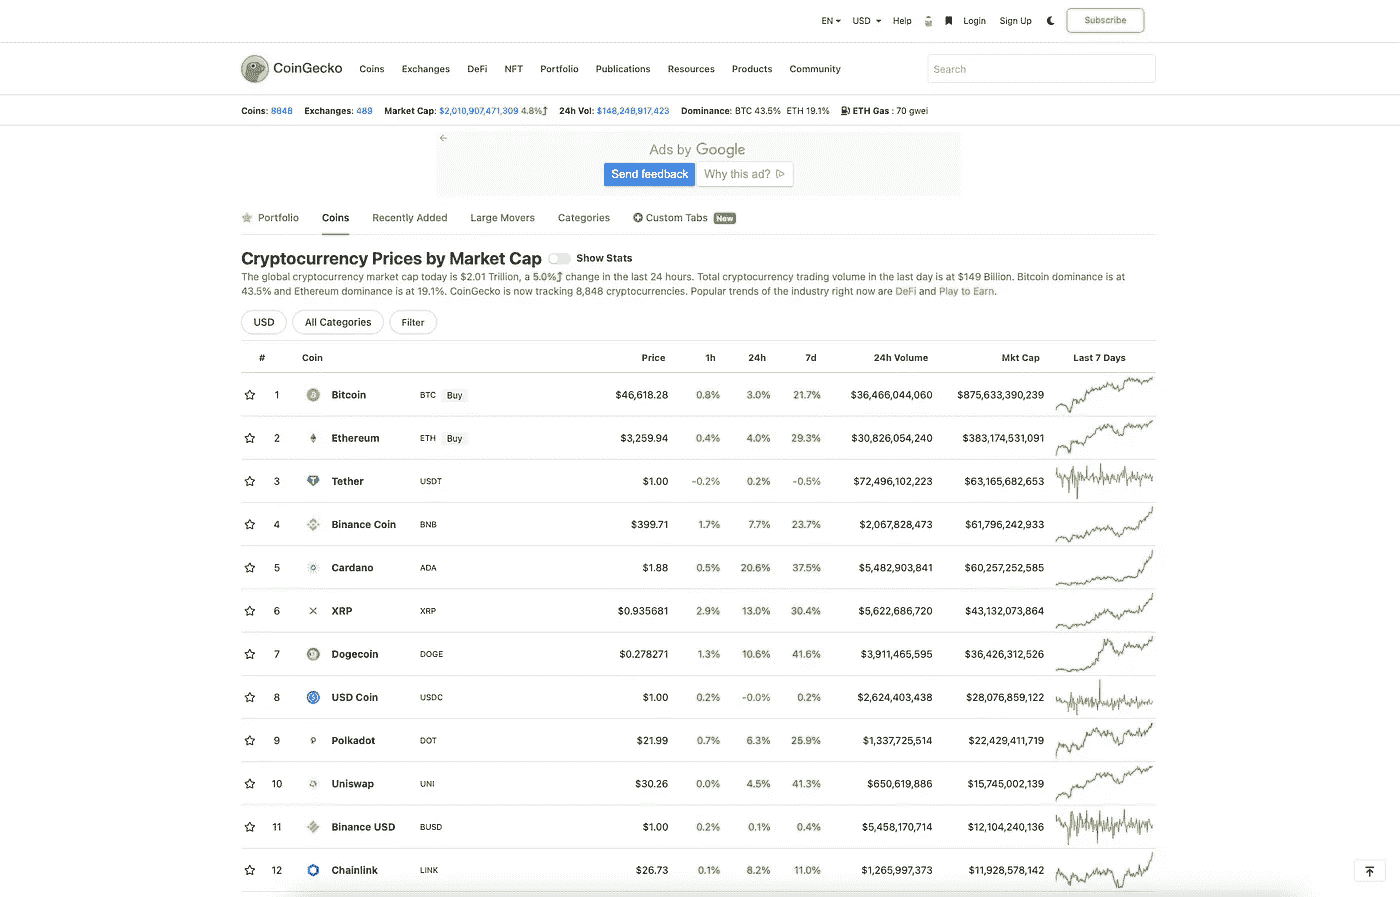 EN USD Help Login Sign Up Subscribe
CoinGecko Coins Exchanges DeFi NFT Portfolio Publications Resources Products Community Search
Coins: 8848 Exchanges: 489 Market Cap: $2,010,907,471,309 4.8% 24h Vol: $148,248,917,423 Dominance: BTC 43.5% ETH 19.1% ETH Gas : 70 gwei
Ads by Google
Send feedback Why this ad?
Portfolio Coins Recently Added Large Movers Categories Custom Tabs New
Cryptocurrency Prices by Market Cap Show Stats
The global cryptocurrency market cap today is $2.01 Trillion, a 5.0% change in the last 24 hours. Total cryptocurrency trading volume in the last day is at $149 Billion. Bitcoin dominance is at
43.5% and Ethereum dominance is at 19.1%. CoinGecko is now tracking 8,848 cryptocurrencies. Popular trends of the industry right now are DeFi and Play to Earn.
USD All Categories Filter
# Coin Price 1h 24h 7d 24h Volume Mkt Cap Last 7 Days
1 Bitcoin BTC Buy $46,618.28 0.8% 3.0% 21.7% $36,466,044,060 $875,633,390,239
2 Ethereum ETH Buy $3,259.94 0.4% 4.0% 29.3% $30,826,054,240 $383,174,531,091
3 Tether USDT $1.00 -0.2% 0.2% -0.5% $72,496,102,223 $63,165,682,653
4 Binance Coin BNB $399.71 1.7% 7.7% 23.7% $2,067,828,473 $61,796,242,933
5 Cardano ADA $1.88 0.5% 20.6% 37.5% $5,482,903,841 $60,257,252,585
6 XRP XRP $0.935681 2.9% 13.0% 30.4% $5,622,686,720 $43,132,073,864
7 Dogecoin DOGE $0.278271 1.3% 10.6% 41.6% $3,911,465,595 $36,426,312,526
8 USD Coin USDC $1.00 0.2% -0.0% 0.2% $2,624,403,438 $28,076,859,122
9 Polkadot DOT $21.99 0.7% 6.3% 25.9% $1,337,725,514 $22,429,411,719
10 Uniswap UNI $30.26 0.0% 4.5% 41.3% $650,619,886 $15,745,002,139
11 Binance USD BUSD $1.00 0.2% 0.1% 0.4% $5,458,170,714 $12,104,240,136
12 Chainlink LINK $26.73 0.1% 8.2% 11.0% $1,265,997,373 $11,928,578,142